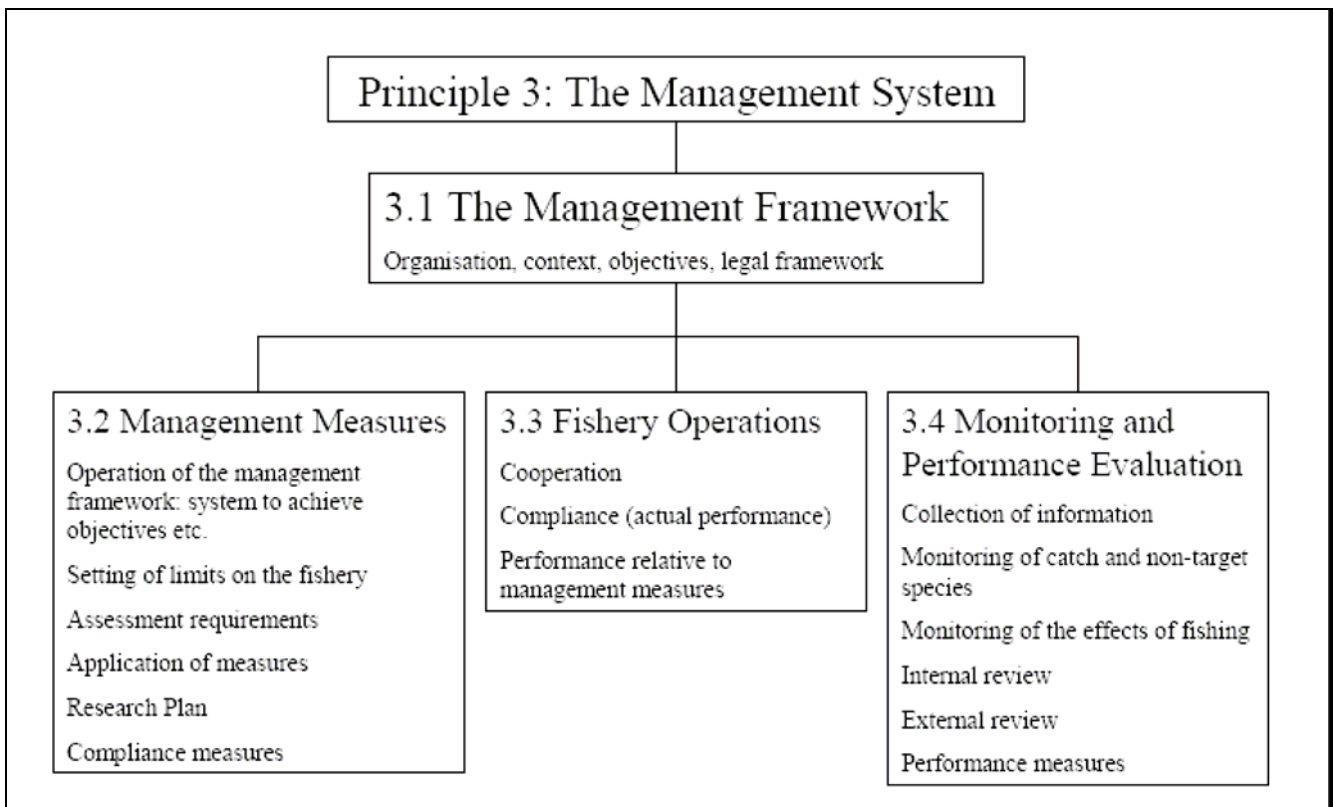 Principle 3: The Management System
3.1 The Management Framework
Organisation, context, objectives, legal framework
3.2 Management Measures
Operation of the management
framework: system to achieve
objectives etc.
Setting of limits on the fishery
Assessment requirements
Application of measures
Research Plan
Compliance measures
3.3 Fishery Operations
Cooperation
Compliance (actual performance)
Performance relative to
management measures
3.4 Monitoring and
Performance Evaluation
Collection of information
Monitoring of catch and non-target
species
Monitoring of the effects of fishing
Internal review
External review
Performance measures